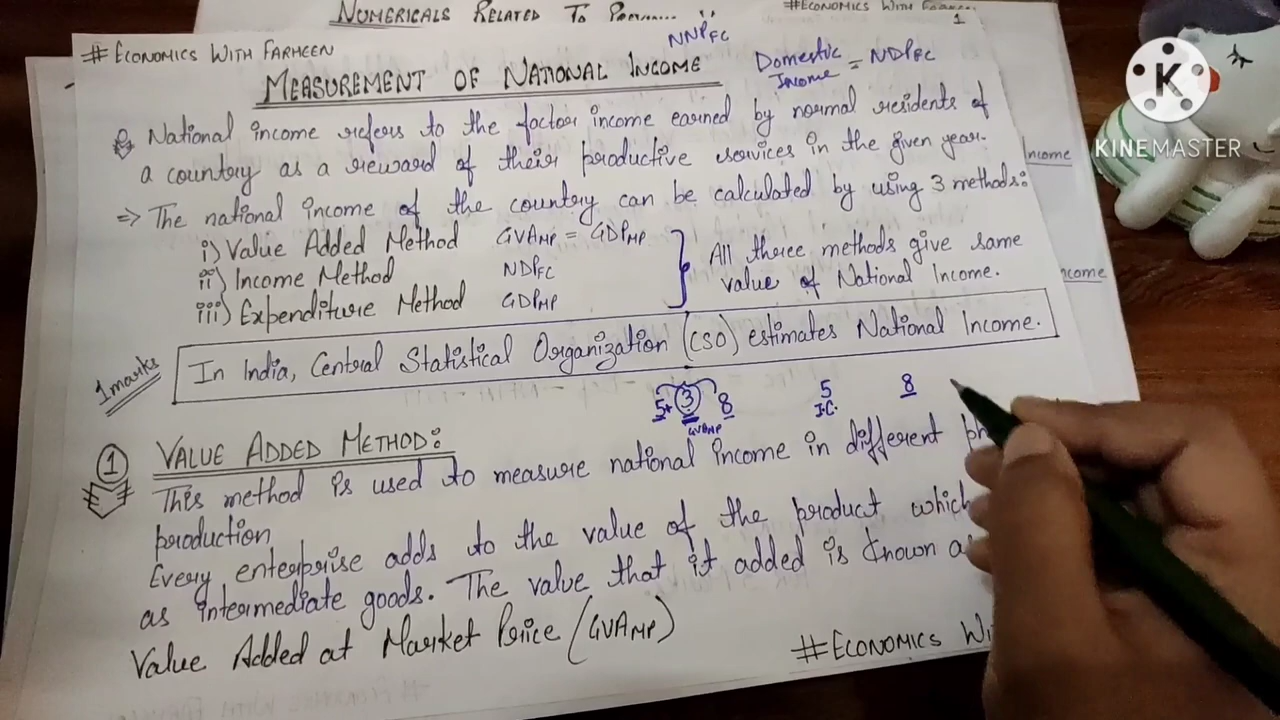 NUMERICALS RELATED TO
#ECONOMICS WITH
1
#ECONOMICS WITH FARHEEN
NNPFC
MEASUREMENT OF NATIONAL INCOME
Domestic Income = NDPFC
K
KINEMASTER
National income refers to the factor income earned by normal residents of
a country as a reward of their productive services in the given year.
Income
=> The national income of the country can be calculated by using 3 methods:
i) Value Added Method GVAMP = GDPMP
ii) Income Method NDPFC
iii) Expenditure Method GDPMP
All three methods give same
value of National Income.
1 marks
In India, Central Statistical Organization (CSO) estimates National Income.
5+ 3 8
GVAMP
5
I.C.
8
1 VALUE ADDED METHOD:
This method is used to measure national income in different
production
Every enterprise adds to the value of the product which
as intermediate goods. The value that it added is known as
Value Added at Market Price (GVAMP)
#ECONOMICS